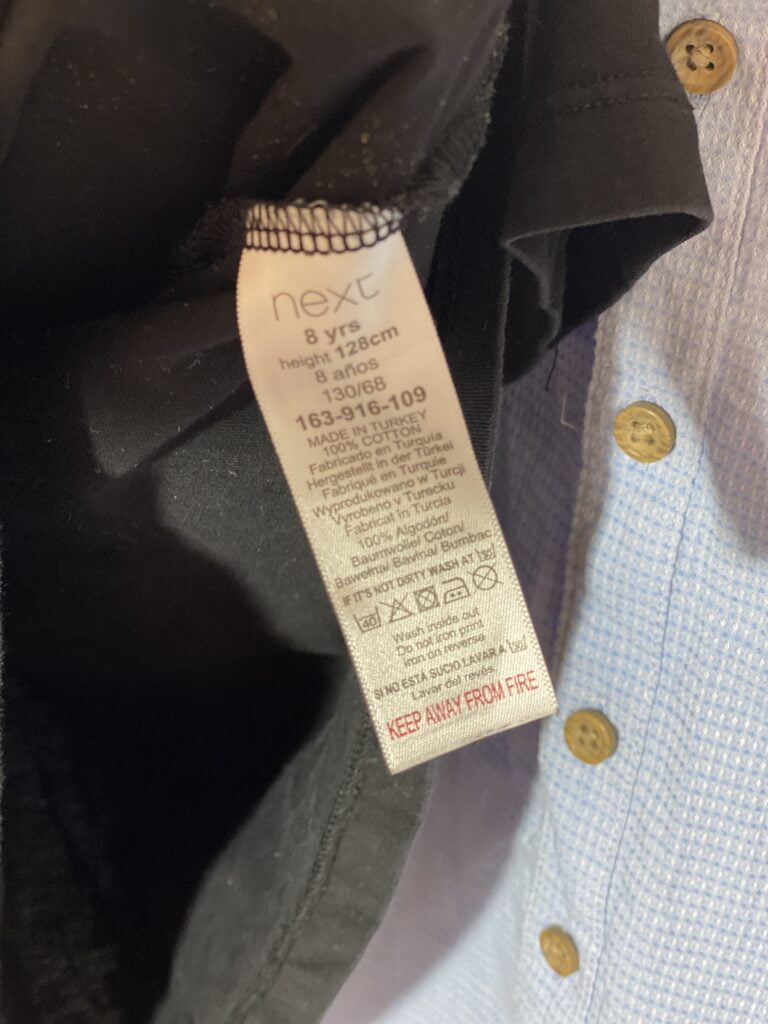 next
8 yrs
height 128cm
8 años
130/68
163-916-109
MADE IN TURKEY
100% COTTON
Fabricado en Turquía
Hergestellt in der Türkei
Fabriqué en Turquie
Wyprodukowano w Turcji
Vyrobeno v Turecku
Fabricat în Turcia
100% Algodón/
Baumwolle/ Coton/
Bawełna/ Bavlna/ Bumbac
IF IT'S NOT DIRTY WASH AT 30
40
Wash inside out
Do not iron print
iron on reverse
SI NO ESTÁ SUCIO LAVAR A 30
Lavar del revés.
KEEP AWAY FROM FIRE